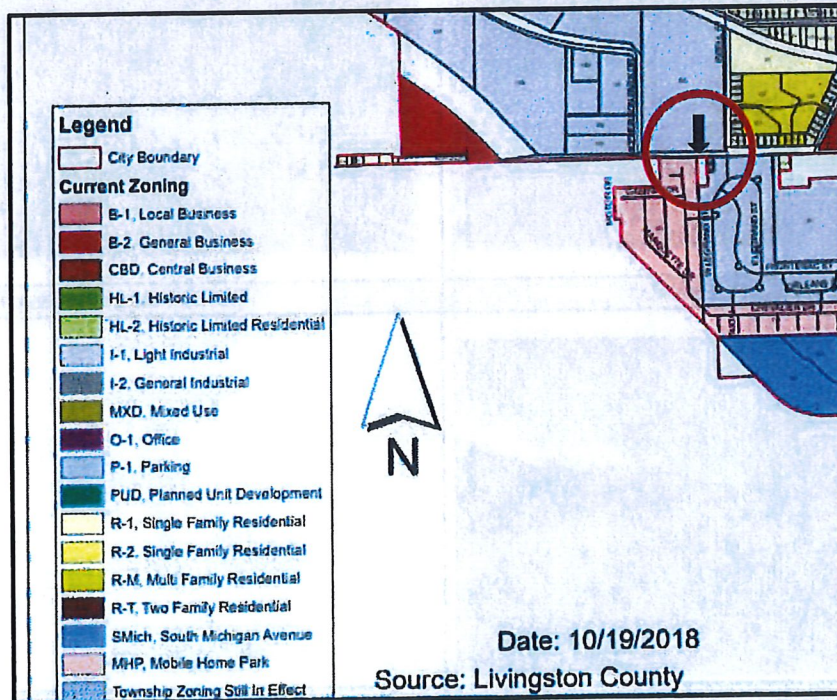 Legend
City Boundary
Current Zoning
B-1, Local Business
B-2, General Business
CBD, Central Business
HL-1, Historic Limited
HL-2, Historic Limited Residential
I-1, Light Industrial
I-2, General Industrial
MXD, Mixed Use
O-1, Office
P-1, Parking
PUD, Planned Unit Development
R-1, Single Family Residential
R-2, Single Family Residential
R-M, Multi Family Residential
R-T, Two Family Residential
SMich, South Michigan Avenue
MHP, Mobile Home Park
Township Zoning Still In Effect
N
Date: 10/19/2018
Source: Livingston County